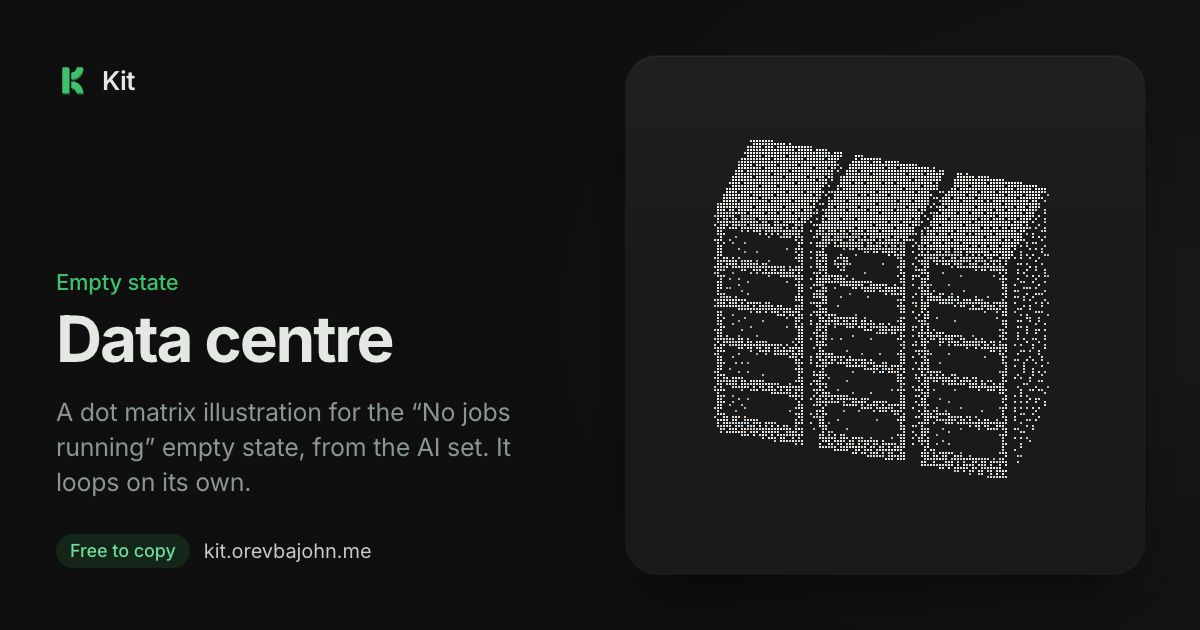 Kit
Empty state
Data centre
A dot matrix illustration for the “No jobs
running” empty state, from the AI set. It
loops on its own.
Free to copy
kit.orevbajohn.me